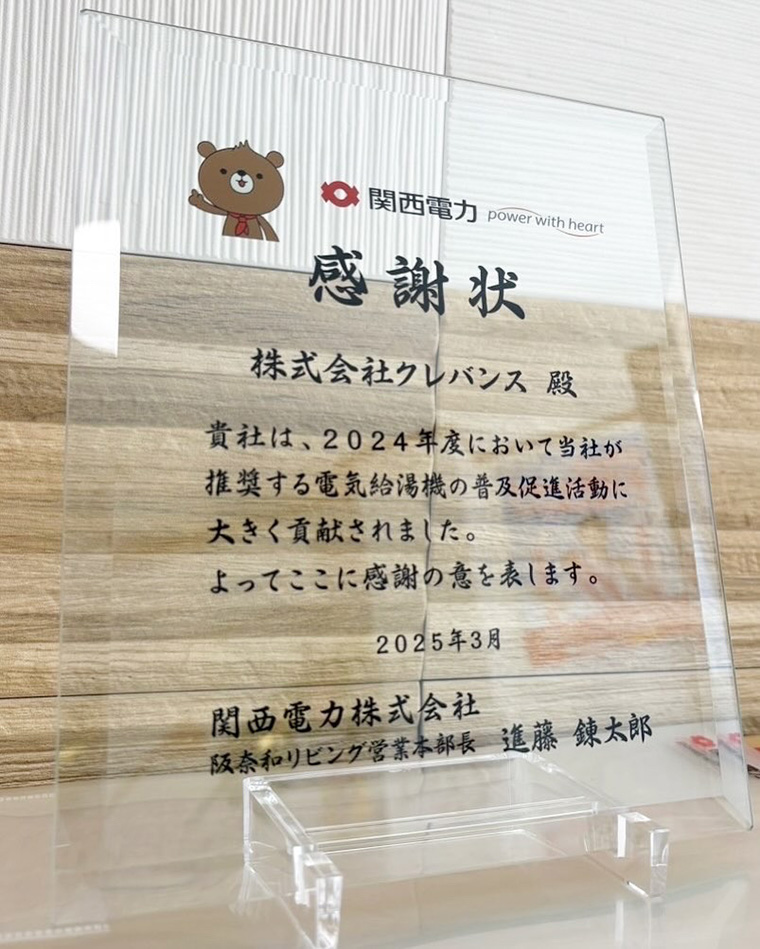 関西電力 power with heart
感謝状
株式会社クレバンス 殿
貴社は、2024年度において当社が
推奨する電気給湯機の普及促進活動に
大きく貢献されました。
よってここに感謝の意を表します。
2025年3月
関西電力株式会社
阪奈和リビング営業本部長 進藤 錬太郎